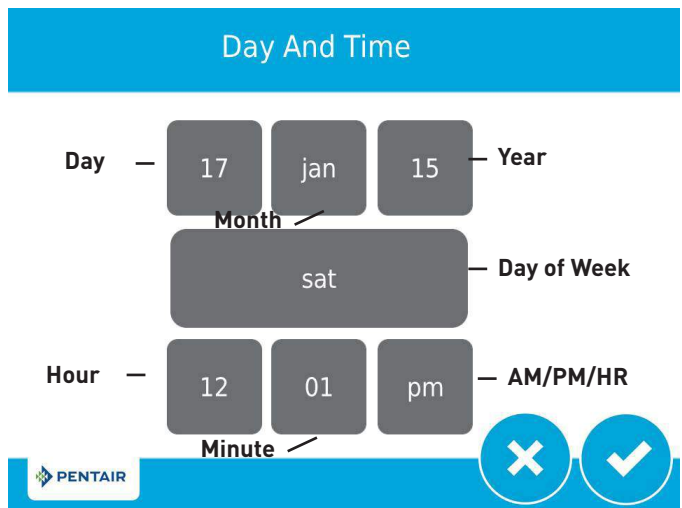 Day And Time
Day 17 jan 15 Year
Month
sat Day of Week
Hour 12 01 pm AM/PM/HR
Minute
PENTAIR